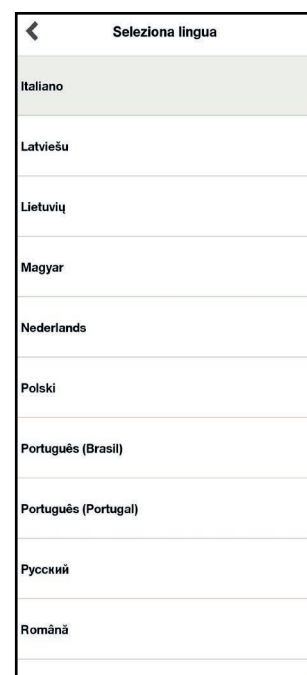 Seleziona lingua
Italiano
Latviešu
Lietuvių
Magyar
Nederlands
Polski
Português (Brasil)
Português (Portugal)
Русский
Română